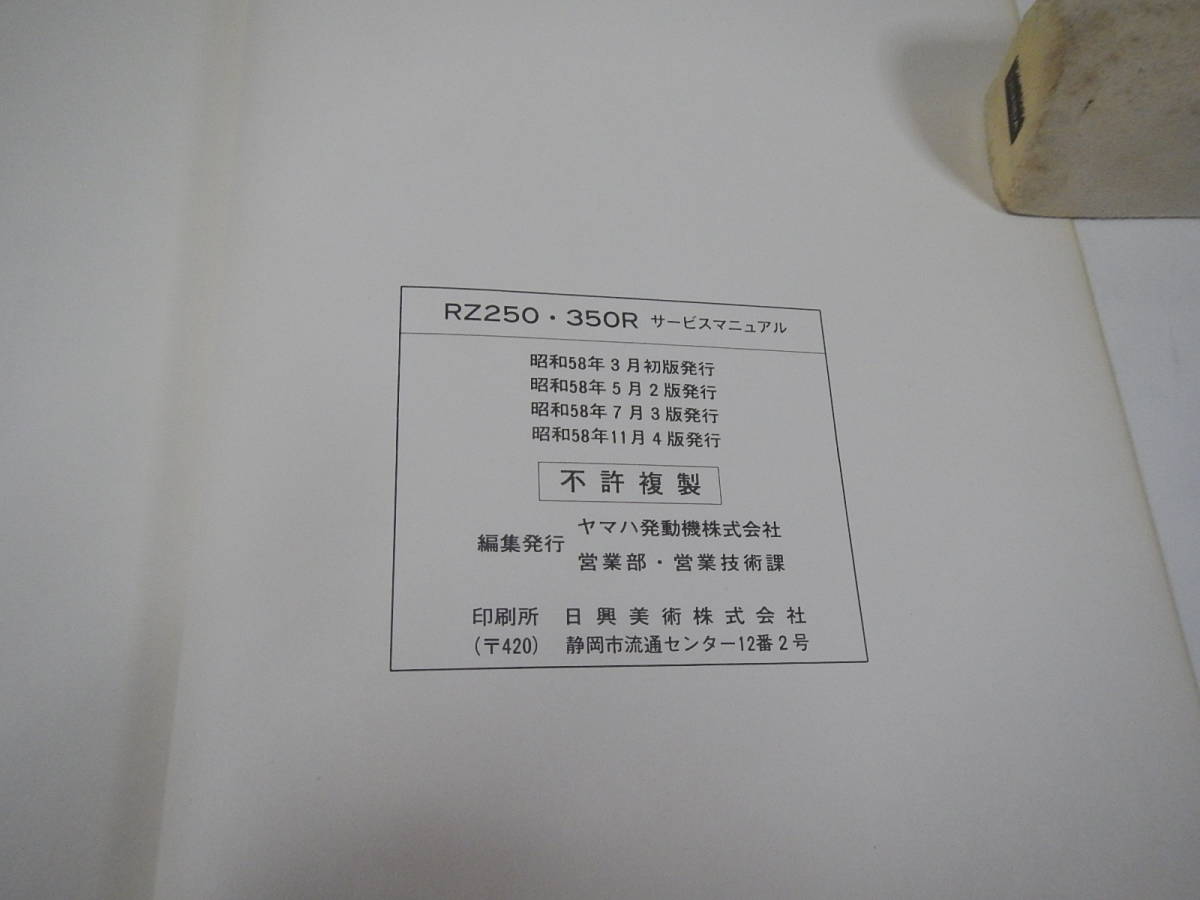 RZ250・350R サービスマニュアル
昭和58年3月初版発行
昭和58年5月2版発行
昭和58年7月3版発行
昭和58年11月4版発行
不許複製
編集発行 ヤマハ発動機株式会社
営業部・営業技術課
印刷所 日興美術株式会社
(〒420) 静岡市流通センター12番2号